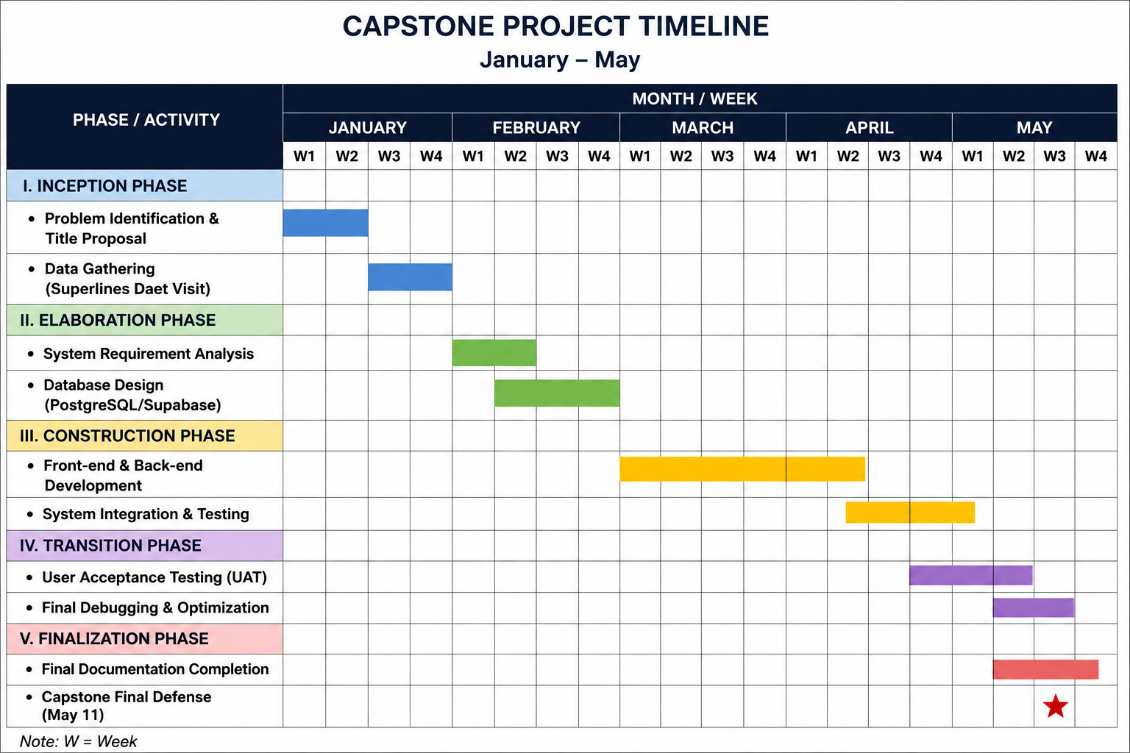 CAPSTONE PROJECT TIMELINE
January – May
PHASE / ACTIVITY
MONTH / WEEK
JANUARY FEBRUARY MARCH APRIL MAY
W1 W2 W3 W4 W1 W2 W3 W4 W1 W2 W3 W4 W1 W2 W3 W4 W1 W2 W3 W4
I. INCEPTION PHASE
• Problem Identification &
Title Proposal
• Data Gathering
(Superlines Daet Visit)
II. ELABORATION PHASE
• System Requirement Analysis
• Database Design
(PostgreSQL/Supabase)
III. CONSTRUCTION PHASE
• Front-end & Back-end
Development
• System Integration & Testing
IV. TRANSITION PHASE
• User Acceptance Testing (UAT)
• Final Debugging & Optimization
V. FINALIZATION PHASE
• Final Documentation Completion
• Capstone Final Defense
(May 11)
Note: W = Week